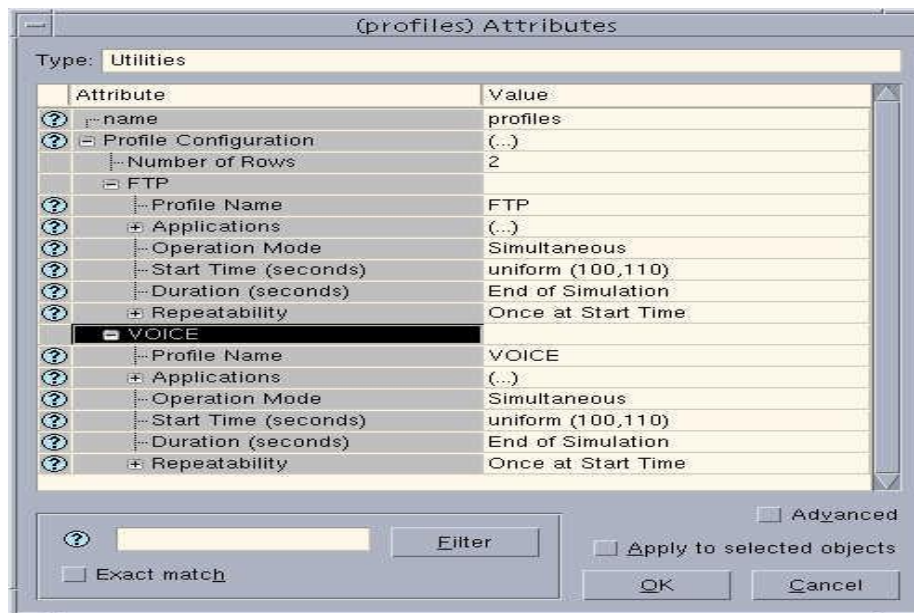 (profiles) Attributes
Type: Utilities
Attribute Value
name profiles
Profile Configuration (...)
Number of Rows 2
FTP
Profile Name FTP
Applications (...)
Operation Mode Simultaneous
Start Time (seconds) uniform (100,110)
Duration (seconds) End of Simulation
Repeatability Once at Start Time
VOICE
Profile Name VOICE
Applications (...)
Operation Mode Simultaneous
Start Time (seconds) uniform (100,110)
Duration (seconds) End of Simulation
Repeatability Once at Start Time
Advanced
Filter
Apply to selected objects
Exact match
OK Cancel